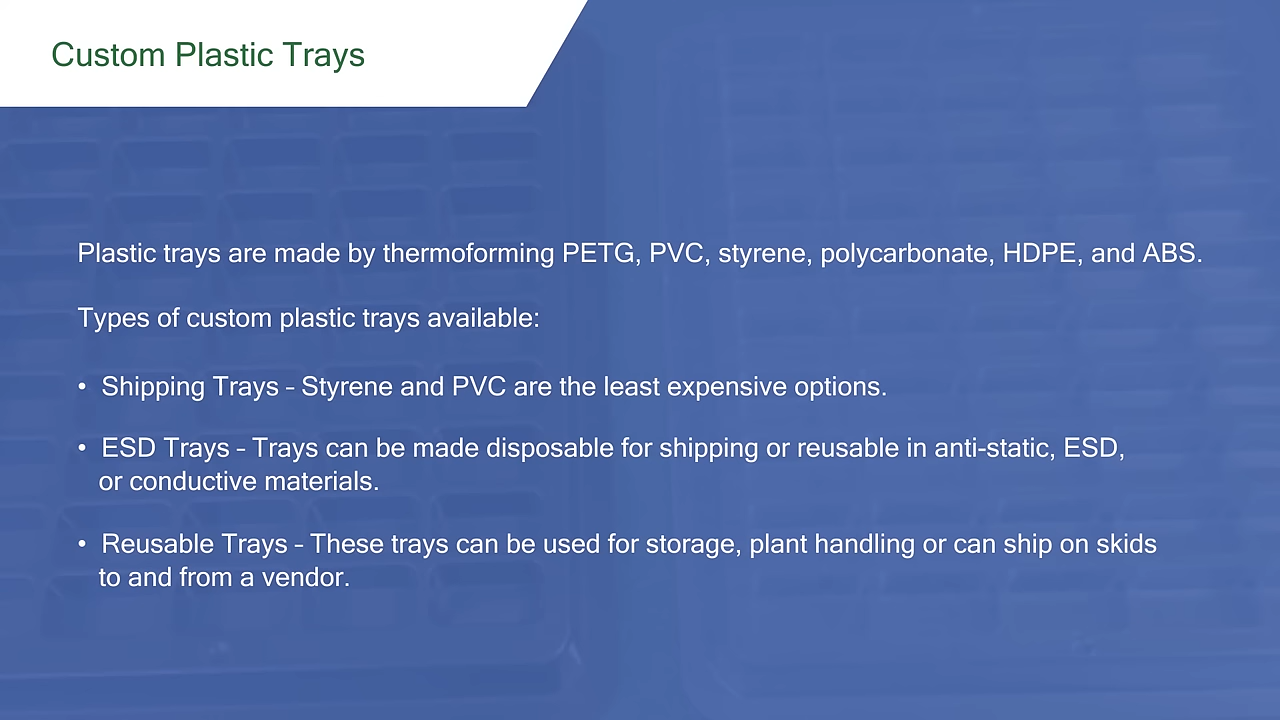 Custom Plastic Trays
Plastic trays are made by thermoforming PETG, PVC, styrene, polycarbonate, HDPE, and ABS.
Types of custom plastic trays available:
• Shipping Trays – Styrene and PVC are the least expensive options.
• ESD Trays – Trays can be made disposable for shipping or reusable in anti-static, ESD,
or conductive materials.
• Reusable Trays – These trays can be used for storage, plant handling or can ship on skids
to and from a vendor.